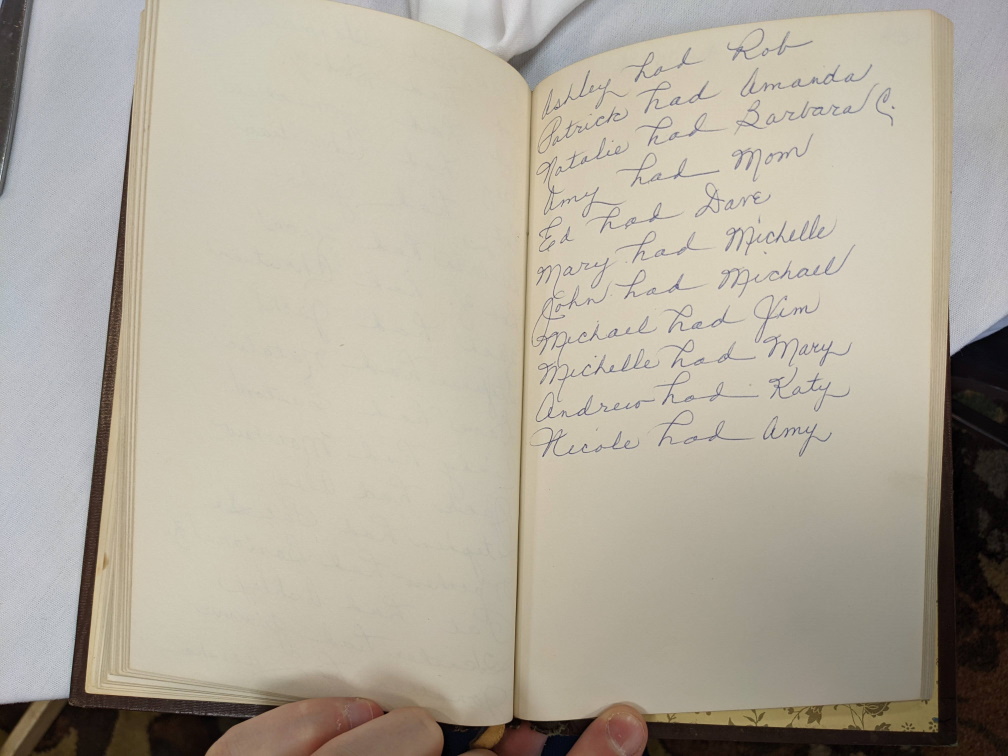 Ashley had Rob
Patrick had Amanda
Natalie had Barbara C.
Amy had Mom
Ed had Dave
Mary had Michelle
John had Michael
Michael had Jim
Michelle had Mary
Andrew had Katy
Nicole had Amy